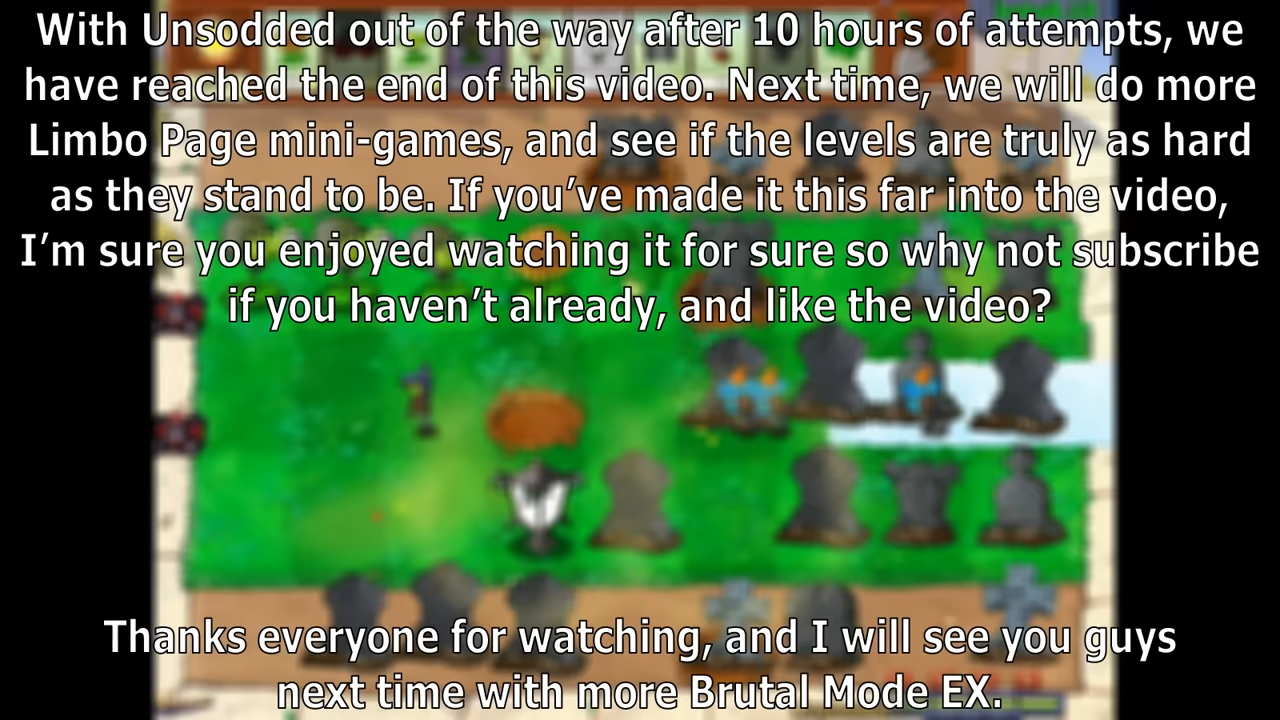 With Unsodded out of the way after 10 hours of attempts, we
have reached the end of this video. Next time, we will do more
Limbo Page mini-games, and see if the levels are truly as hard
as they stand to be. If you’ve made it this far into the video,
I’m sure you enjoyed watching it for sure so why not subscribe
if you haven’t already, and like the video?
Thanks everyone for watching, and I will see you guys
next time with more Brutal Mode EX.